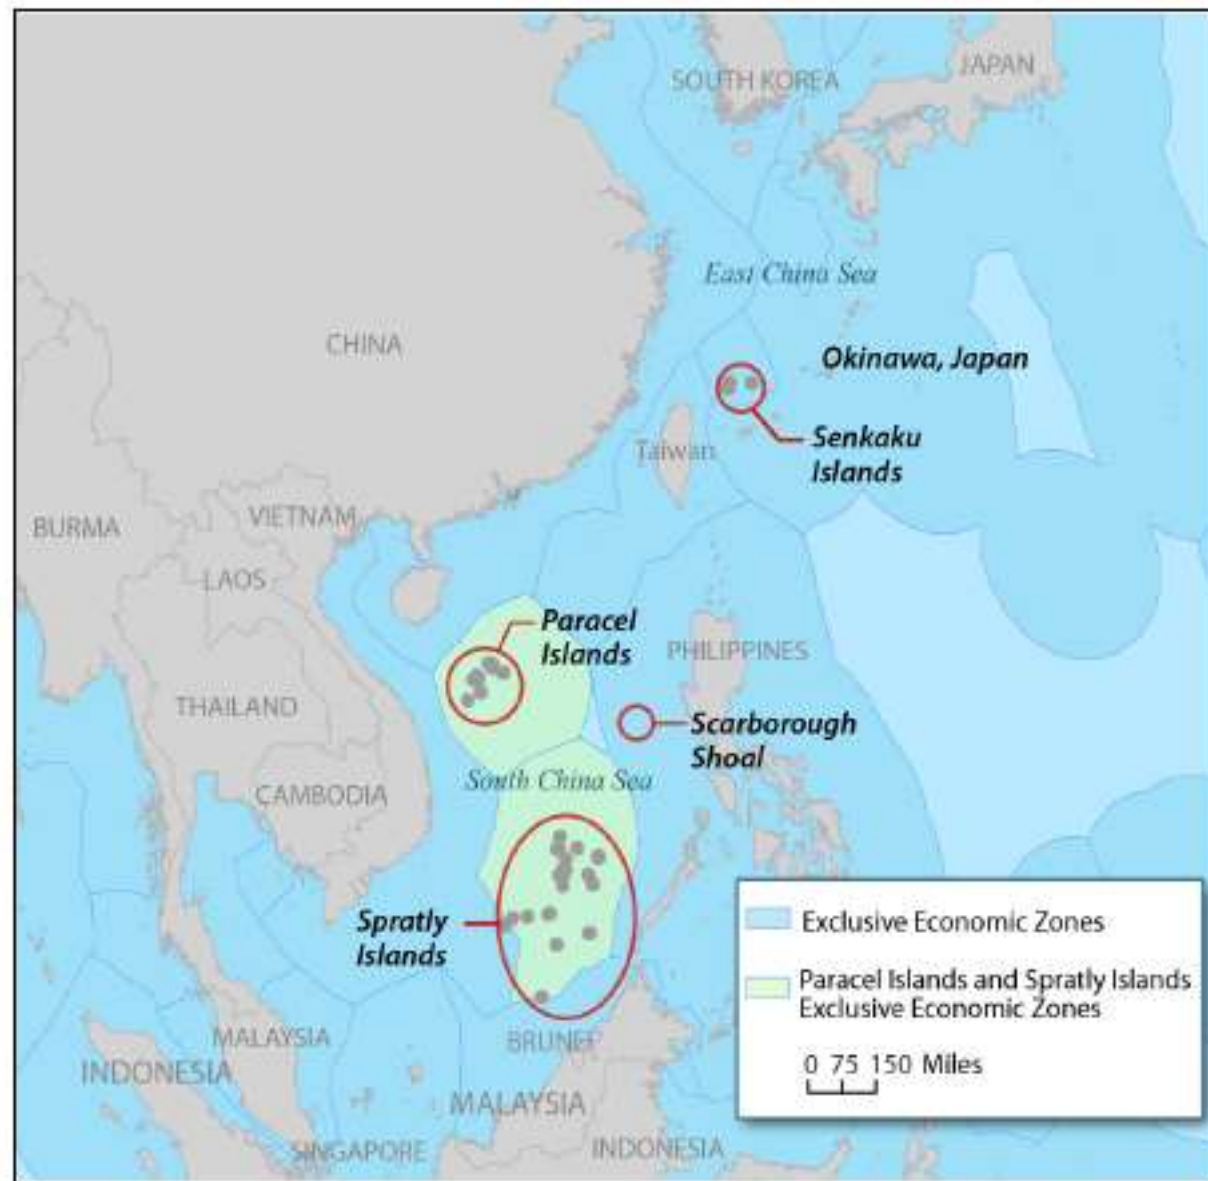 SOUTH KOREA
JAPAN
East China Sea
CHINA
Okinawa, Japan
Senkaku
Islands
Taiwan
BURMA
VIETNAM
LAOS
Paracel
Islands
PHILIPPINES
THAILAND
Scarborough
Shoal
South China Sea
CAMBODIA
Spratly
Islands
Exclusive Economic Zones
Paracel Islands and Spratly Islands
Exclusive Economic Zones
0 75 150 Miles
MALAYSIA
BRUNEI
INDONESIA
MALAYSIA
SINGAPORE
INDONESIA